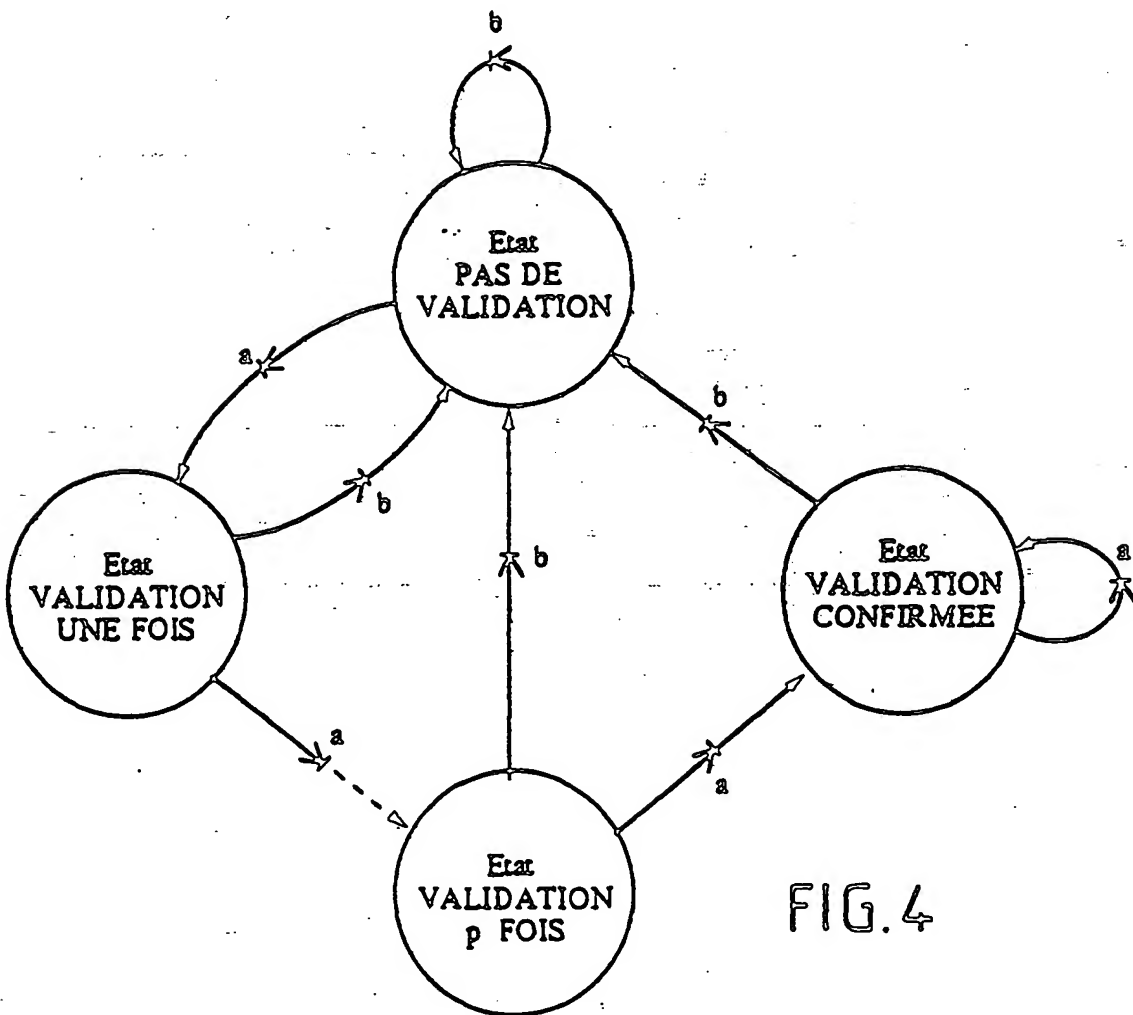 b
Etat
PAS DE
VALIDATION
a
b
b
b
Etat
VALIDATION
UNE FOIS
Etat
VALIDATION
CONFIRMEE
a
a
a
Etat
VALIDATION
p FOIS
FIG.4